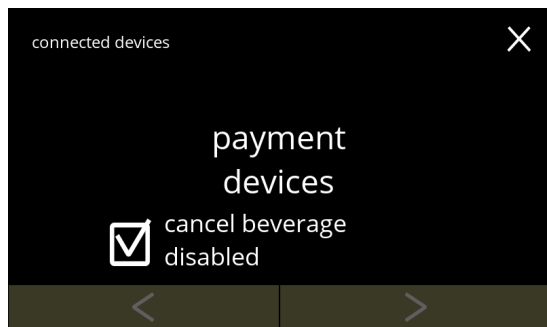 connected devices
payment
devices
cancel beverage
disabled